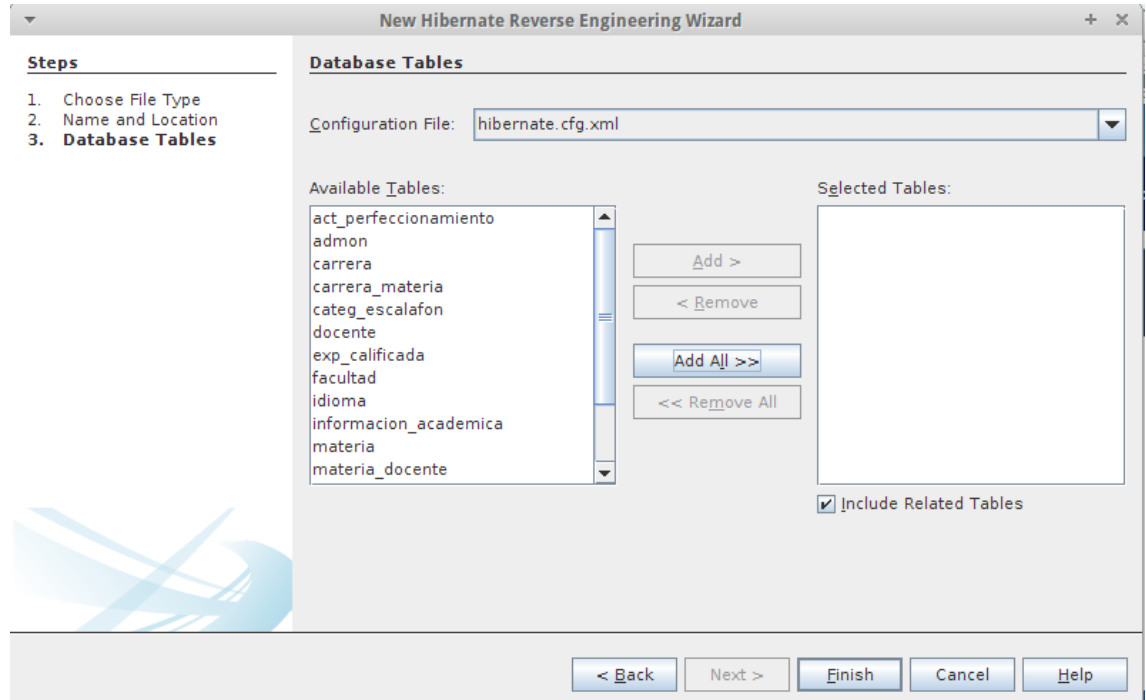 New Hibernate Reverse Engineering Wizard
Steps
1. Choose File Type
2. Name and Location
3. Database Tables
Database Tables
Configuration File: hibernate.cfg.xml
Available Tables:
act_perfeccionamiento
admon
carrera
carrera_materia
categ_escalafon
docente
exp_calificada
facultad
idioma
informacion_academica
materia
materia_docente
Add >
< Remove
Add All >>
<< Remove All
Selected Tables:
Include Related Tables
< Back Next > Finish Cancel Help